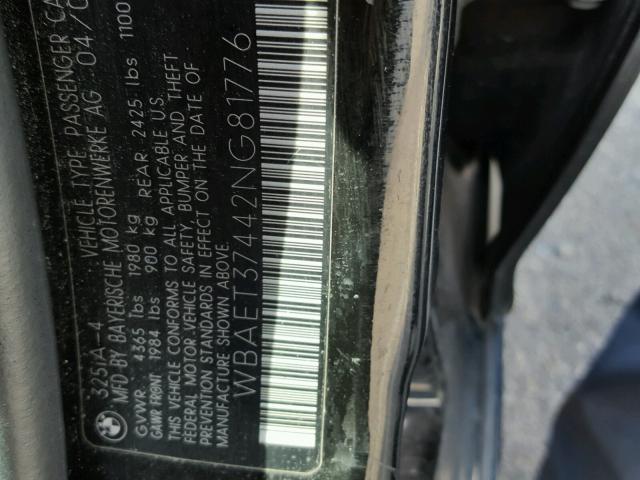 325iA-4 VEHICLE TYPE PASSENGER CA
MFD BY BAYERISCHE MOTORENWERKE AG 04/0
GVWR 4365 lbs 1980 kg
GAWR FRONT 1984 lbs 900 kg REAR 2425 lbs 1100
THIS VEHICLE CONFORMS TO ALL APPLICABLE U.S.
FEDERAL MOTOR VEHICLE SAFETY, BUMPER AND THEFT
PREVENTION STANDARDS IN EFFECT ON THE DATE OF
MANUFACTURE SHOWN ABOVE.
WBAET37442NG81776